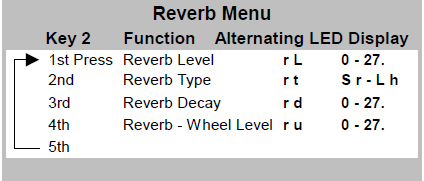 Reverb Menu
Key 2 Function Alternating LED Display
1st Press Reverb Level r L 0 - 27.
2nd Reverb Type r t S r - L h
3rd Reverb Decay r d 0 - 27.
4th Reverb - Wheel Level r u 0 - 27.
5th